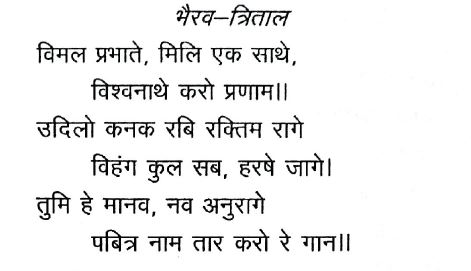 भैरव–त्रिताल
विमल प्रभाते, मिलि एक साथे,
विश्वनाथे करो प्रणाम॥
उदिलो कनक रबि रक्तिम रागे
विहंग कुल सब, हरषे जागे।
तुमि हे मानव, नव अनुरागे
पबित्र नाम तार करो रे गान॥